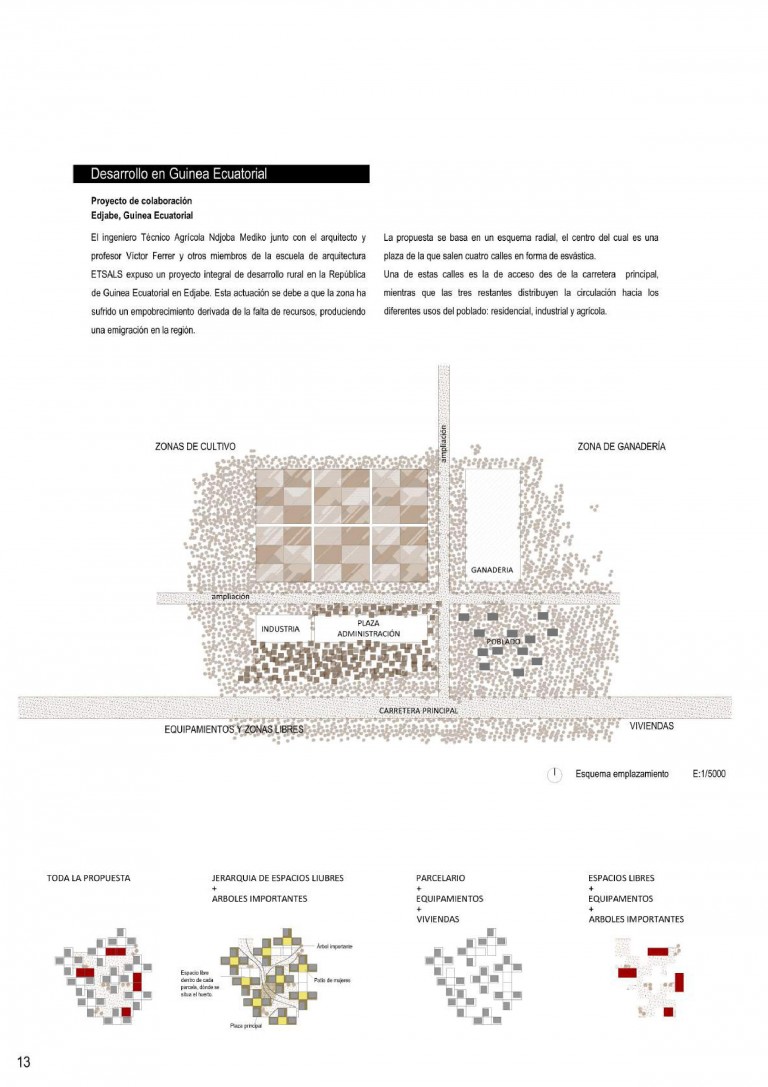 Desarrollo en Guinea Ecuatorial
Proyecto de colaboración
Edjabe, Guinea Ecuatorial
El ingeniero Técnico Agrícola Ndjoba Mediko junto con el arquitecto y
profesor Victor Ferrer y otros miembros de la escuela de arquitectura
ETSALS expuso un proyecto integral de desarrollo rural en la República
de Guinea Ecuatorial en Edjabe. Esta actuación se debe a que la zona ha
sufrido un empobrecimiento derivada de la falta de recursos, produciendo
una emigración en la región.
La propuesta se basa en un esquema radial, el centro del cual es una
plaza de la que salen cuatro calles en forma de esvástica.
Una de estas calles es la de acceso des de la carretera principal,
mientras que las tres restantes distribuyen la circulación hacia los
diferentes usos del poblado: residencial, industrial y agrícola.
ampliación
ZONAS DE CULTIVO
ZONA DE GANADERÍA
GANADERIA
ampliación
INDUSTRIA
PLAZA
ADMINISTRACIÓN
POBLADO
CARRETERA PRINCIPAL
EQUIPAMIENTOS Y ZONAS LIBRES
VIVIENDAS
Esquema emplazamiento E:1/5000
TODA LA PROPUESTA
JERARQUIA DE ESPACIOS LIUBRES
+
ARBOLES IMPORTANTES
PARCELARIO
+
EQUIPAMIENTOS
+
VIVIENDAS
ESPACIOS LIBRES
+
EQUIPAMENTOS
+
ARBOLES IMPORTANTES
Árbol importante
Espacio libre
dentro de cada
parcela, dónde se
situa el huerto.
Patio de mujeres
Plaza principal
13